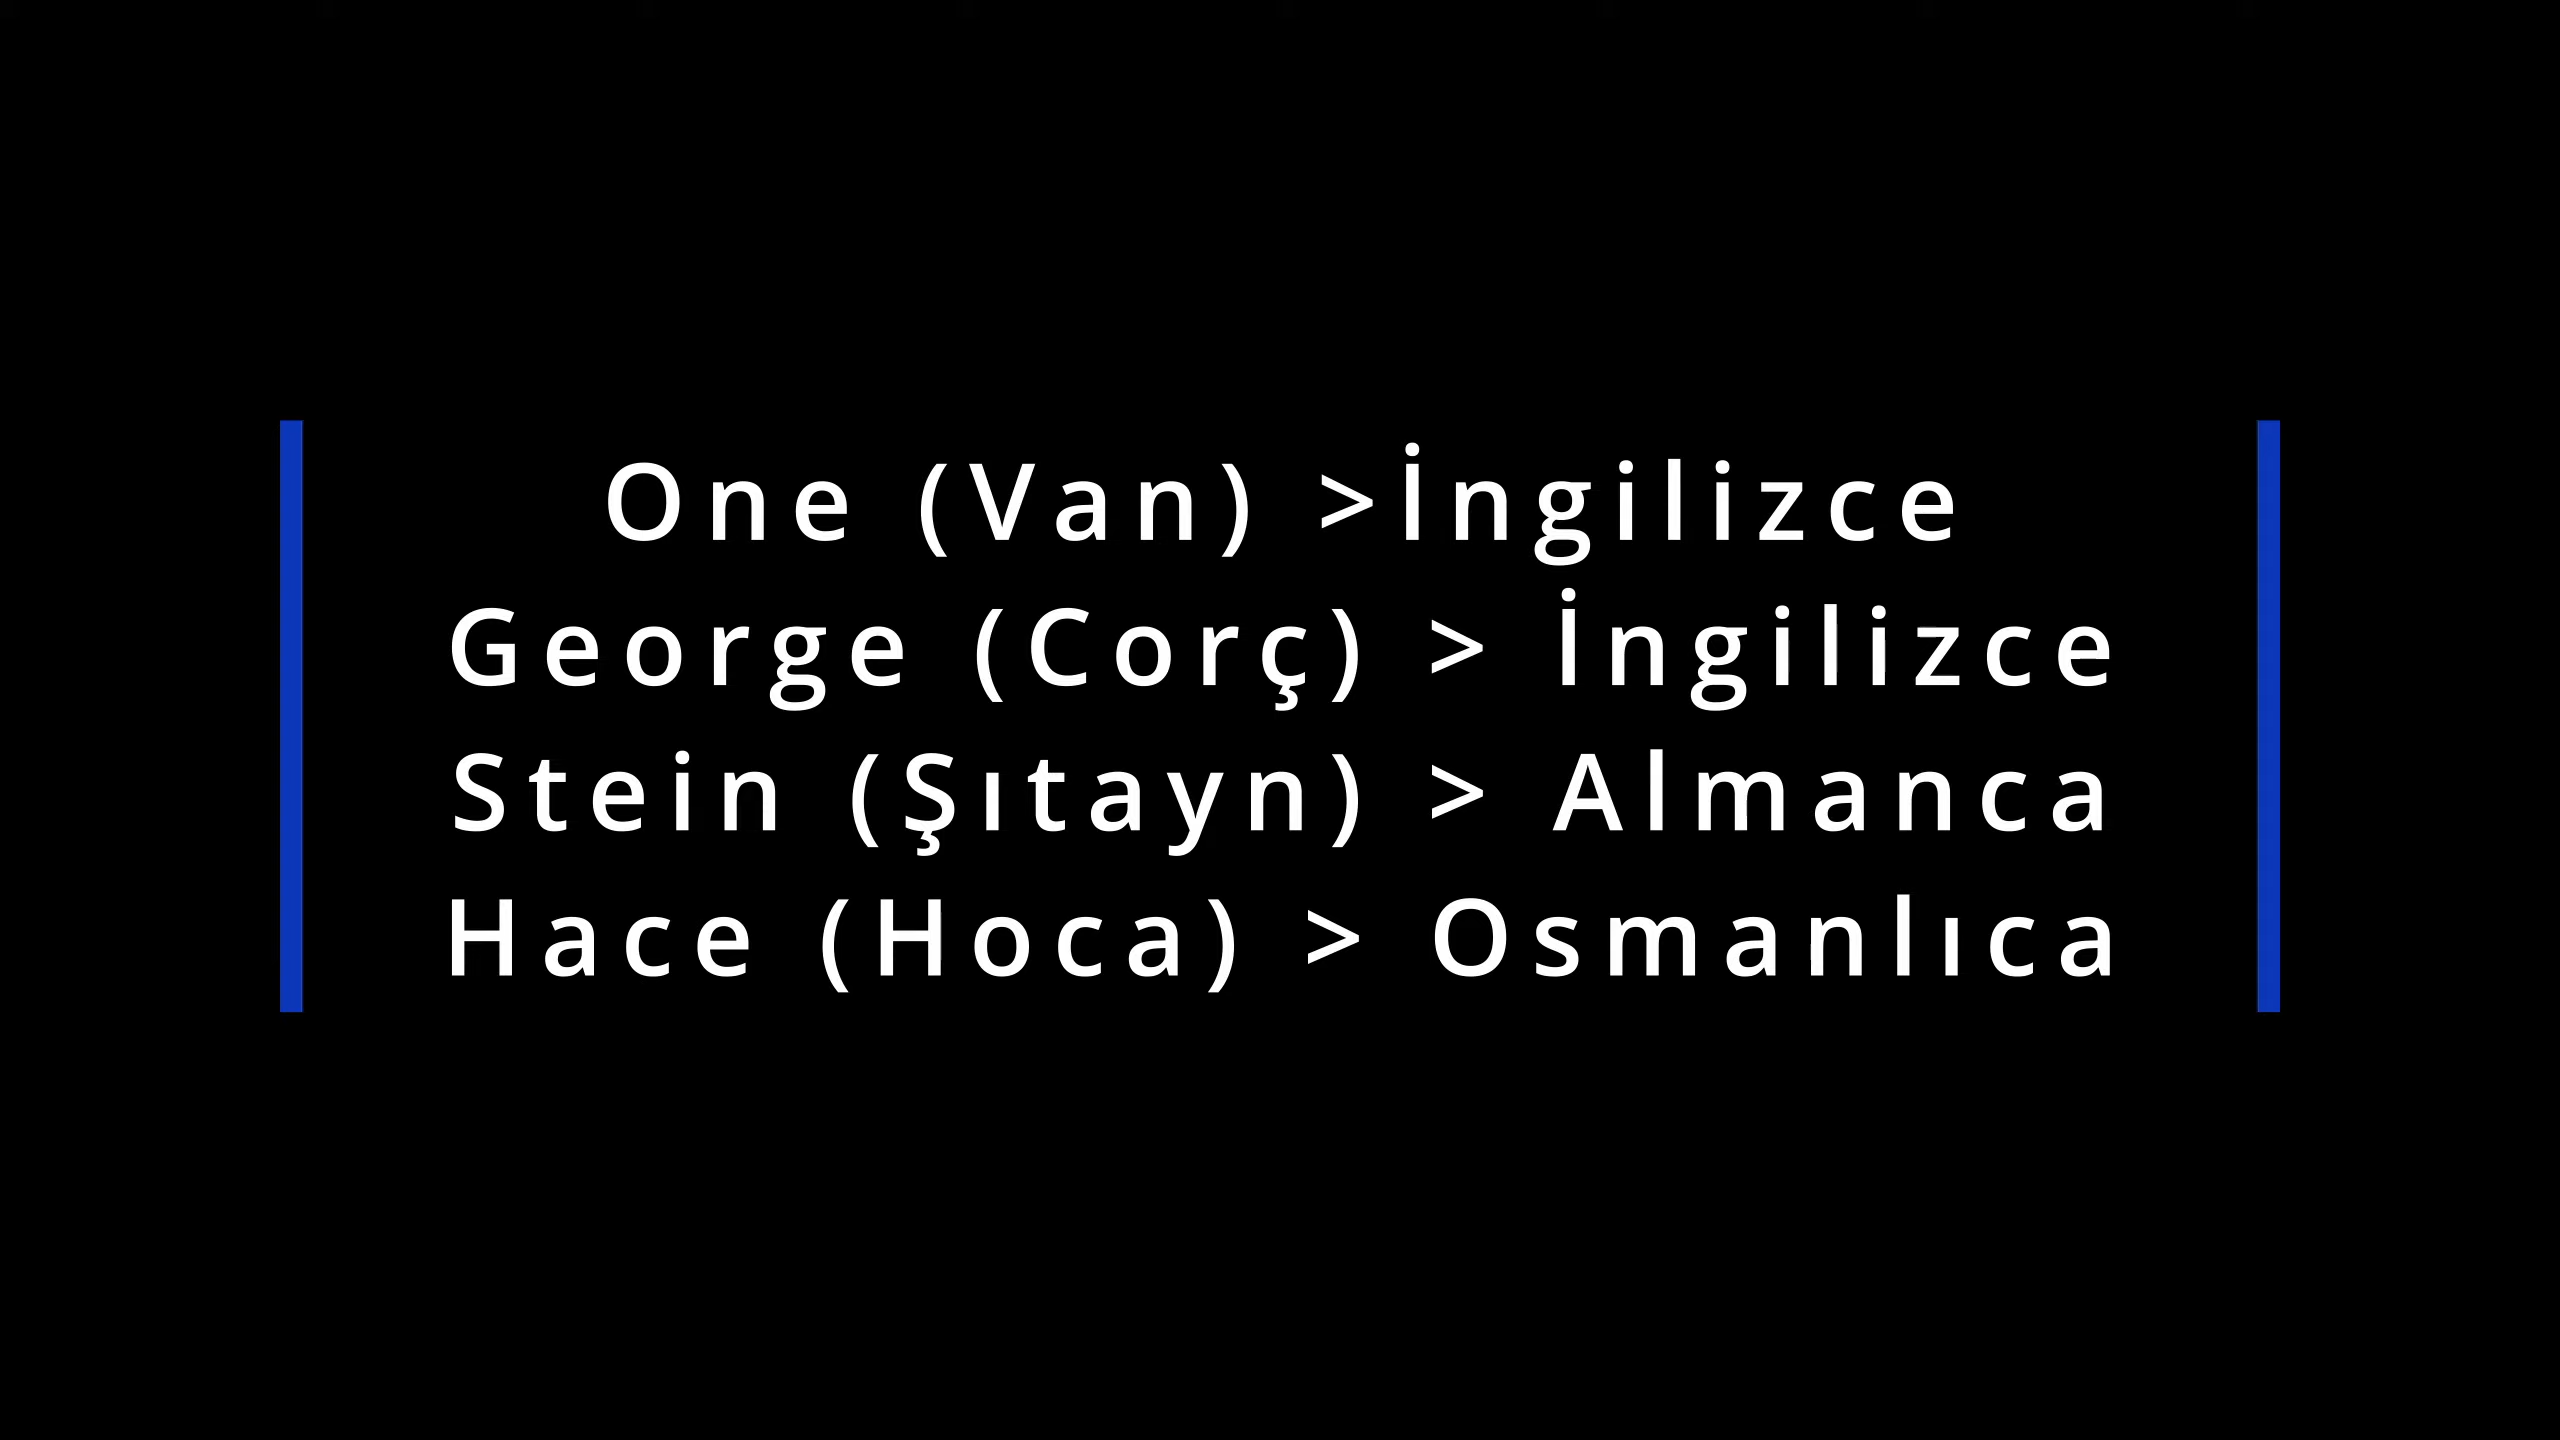 One (Van) >İngilizce
George (Corç) > İngilizce
Stein (Şıtayn) > Almanca
Hace (Hoca) > Osmanlıca